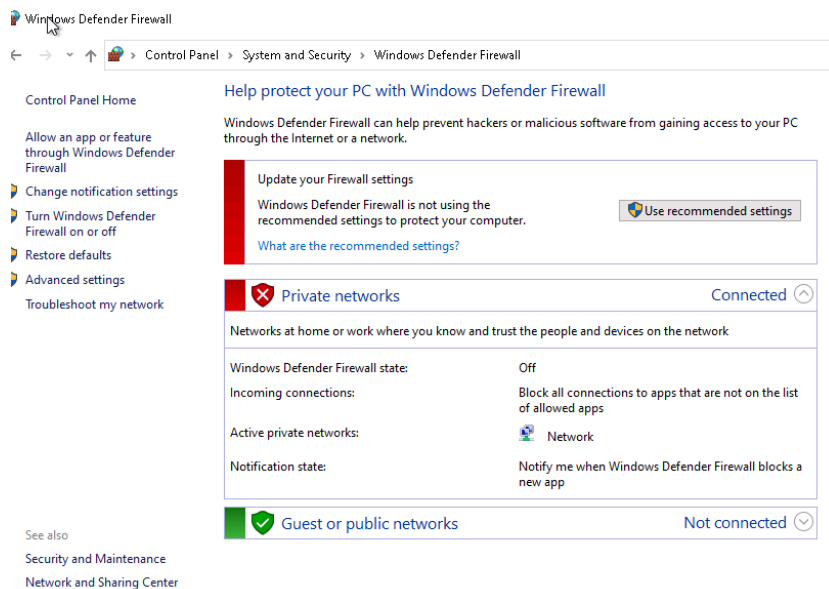 Windows Defender Firewall
Control Panel > System and Security > Windows Defender Firewall
Control Panel Home
Allow an app or feature
through Windows Defender
Firewall
Change notification settings
Turn Windows Defender
Firewall on or off
Restore defaults
Advanced settings
Troubleshoot my network
See also
Security and Maintenance
Network and Sharing Center
Help protect your PC with Windows Defender Firewall
Windows Defender Firewall can help prevent hackers or malicious software from gaining access to your PC
through the Internet or a network.
Update your Firewall settings
Windows Defender Firewall is not using the
recommended settings to protect your computer.
Use recommended settings
What are the recommended settings?
Private networks Connected
Networks at home or work where you know and trust the people and devices on the network
Windows Defender Firewall state: Off
Incoming connections: Block all connections to apps that are not on the list
of allowed apps
Active private networks: Network
Notification state: Notify me when Windows Defender Firewall blocks a
new app
Guest or public networks Not connected